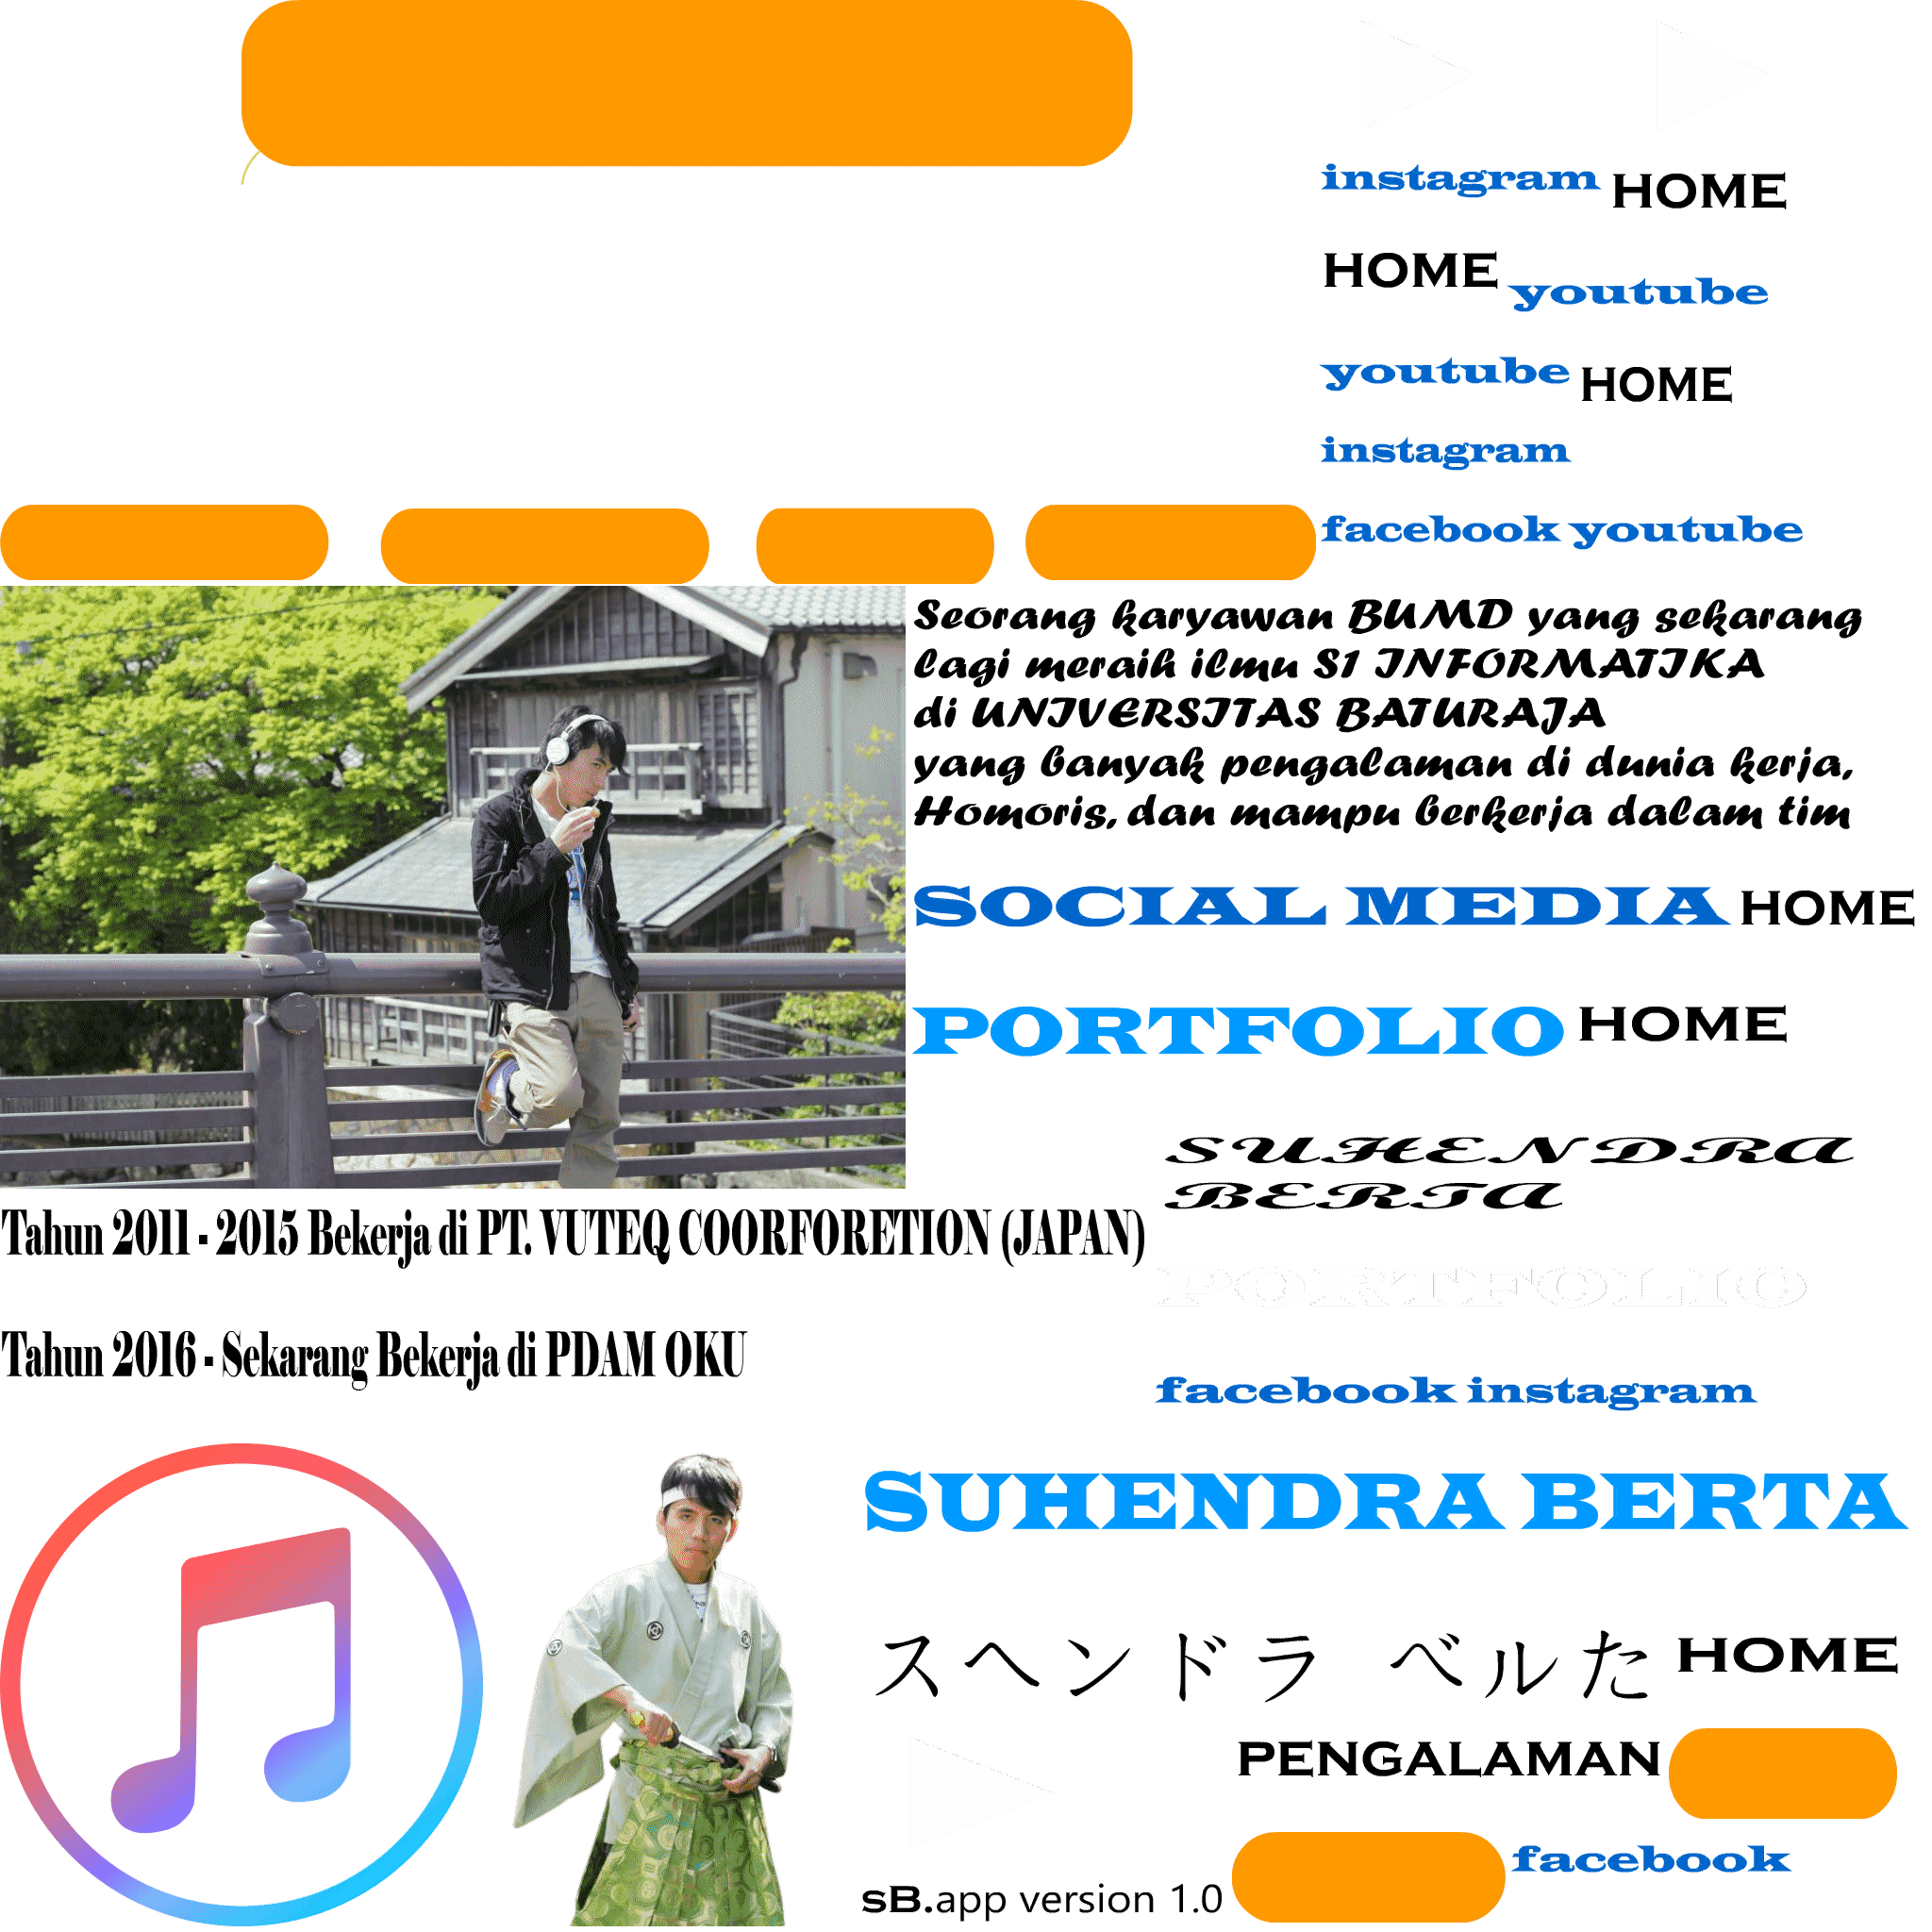 instagram HOME
HOME youtube
youtube HOME
instagram
facebook youtube
Seorang karyawan BUMD yang sekarang
lagi meraih ilmu S1 INFORMATIKA
di UNIVERSITAS BATURAJA
yang banyak pengalaman di dunia kerja,
Homoris, dan mampu berkerja dalam tim
SOCIAL MEDIA HOME
PORTFOLIO HOME
SUHENDRA
BERTA
Tahun 2011 - 2015 Bekerja di PT. VUTEQ COORFORETION (JAPAN)
PORTFOLIO
Tahun 2016 - Sekarang Bekerja di PDAM OKU
facebook instagram
SUHENDRA BERTA
スヘンドラ ベルた HOME
PENGALAMAN
facebook
sB.app version 1.0